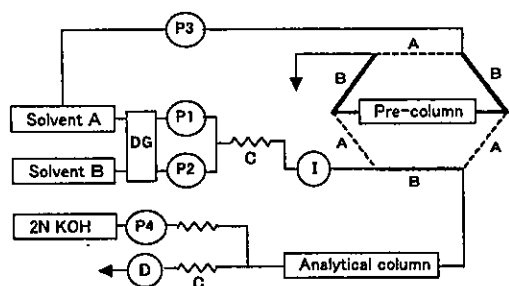 P3
A
B
B
Solvent A
P1
Pre-column
DG
A
A
Solvent B
P2
C
I
B
2N KOH
P4
D
C
Analytical column